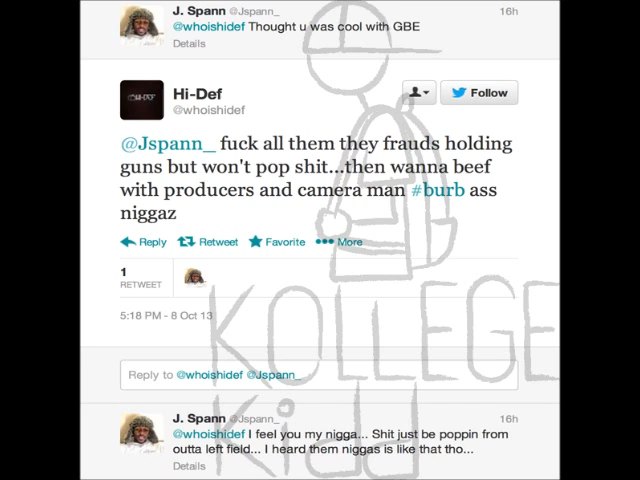 J. Spann @Jspann_ 16h
@whoishidef Thought u was cool with GBE
Details
HI-DEF
Hi-Def
@whoishidef
Follow
@Jspann_ fuck all them they frauds holding
guns but won't pop shit...then wanna beef
with producers and camera man #burb ass
niggaz
Reply Retweet Favorite More
1
RETWEET
5:18 PM - 8 Oct 13
Reply to @whoishidef @Jspann_
J. Spann @Jspann_ 16h
@whoishidef I feel you my nigga... Shit just be poppin from
outta left field... I heard them niggas is like that tho...
Details
KOLLEGE
Kidd